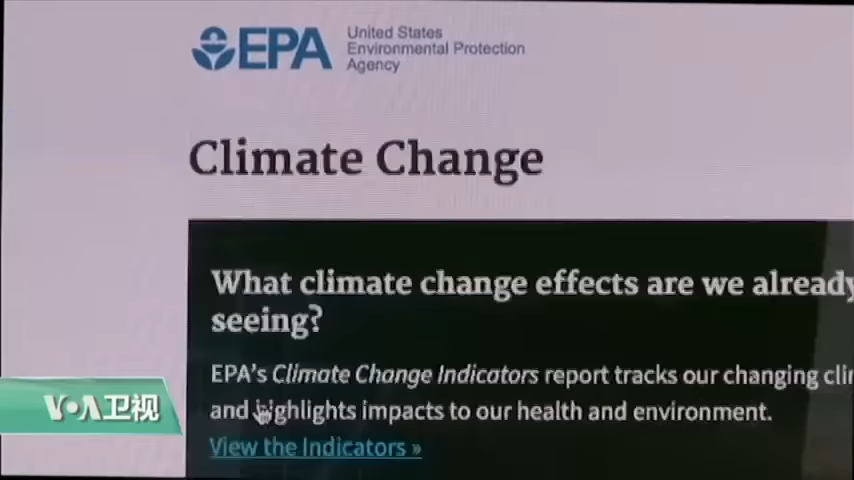 EPA
United States
Environmental Protection
Agency
Climate Change
What climate change effects are we already
seeing?
EPA's Climate Change Indicators report tracks our changing cli
and highlights impacts to our health and environment.
View the Indicators »
VOA卫视